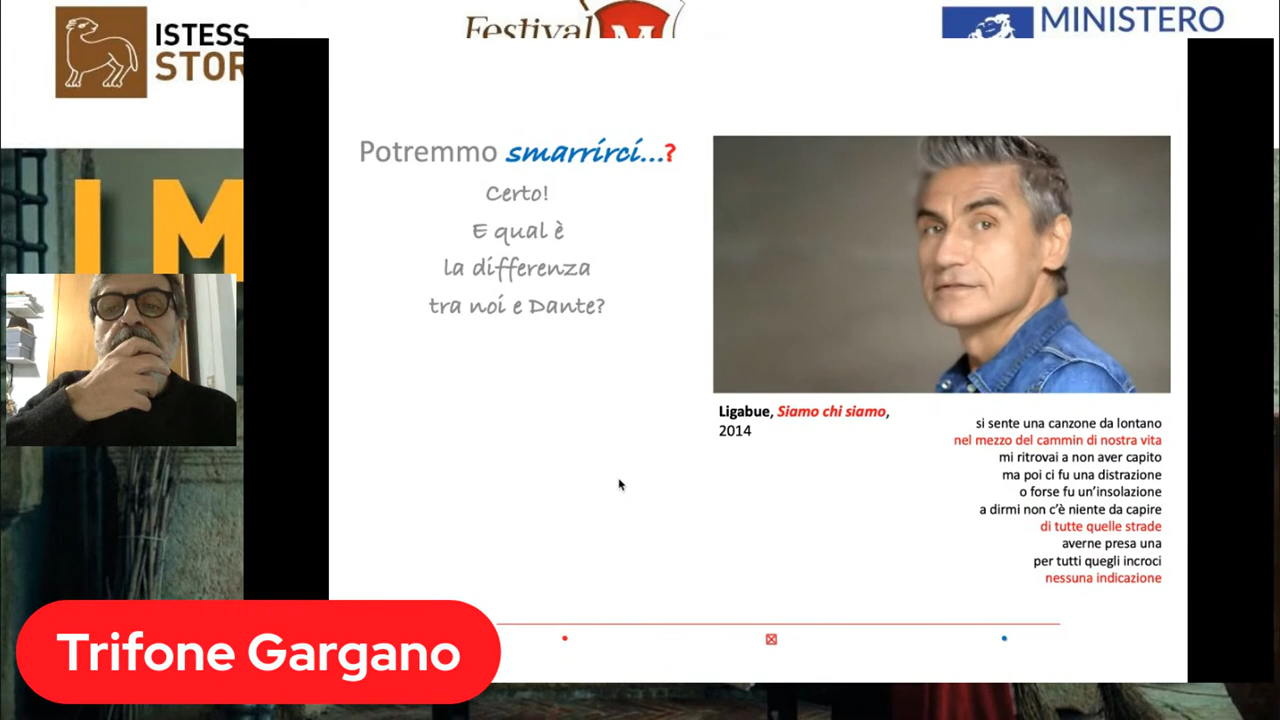 ISTESS
STOR
Festival
M
MINISTERO
I M
Potremmo smarrirci...?
Certo!
E qual è
la differenza
tra noi e Dante?
Ligabue, Siamo chi siamo,
2014
si sente una canzone da lontano
nel mezzo del cammin di nostra vita
mi ritrovai a non aver capito
ma poi ci fu una distrazione
o forse fu un’insolazione
a dirmi non c’è niente da capire
di tutte quelle strade
averne presa una
per tutti quegli incroci
nessuna indicazione
Trifone Gargano